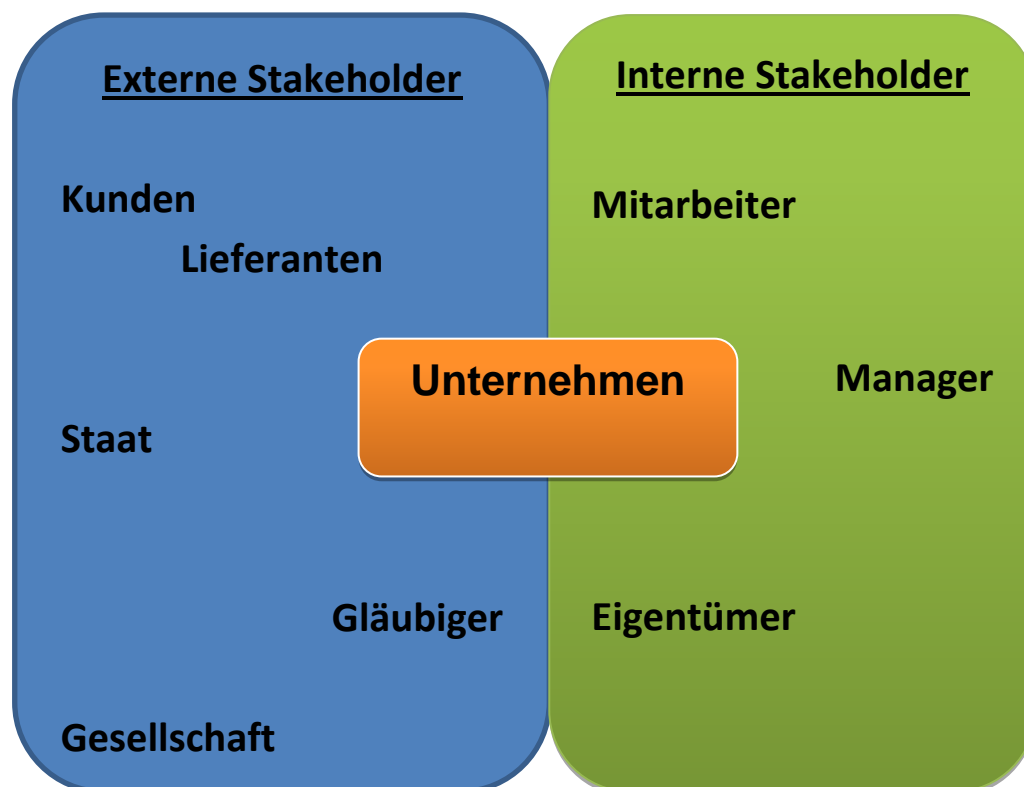 Externe Stakeholder
Kunden
Lieferanten
Staat
Gläubiger
Gesellschaft
Unternehmen
Interne Stakeholder
Mitarbeiter
Manager
Eigentümer